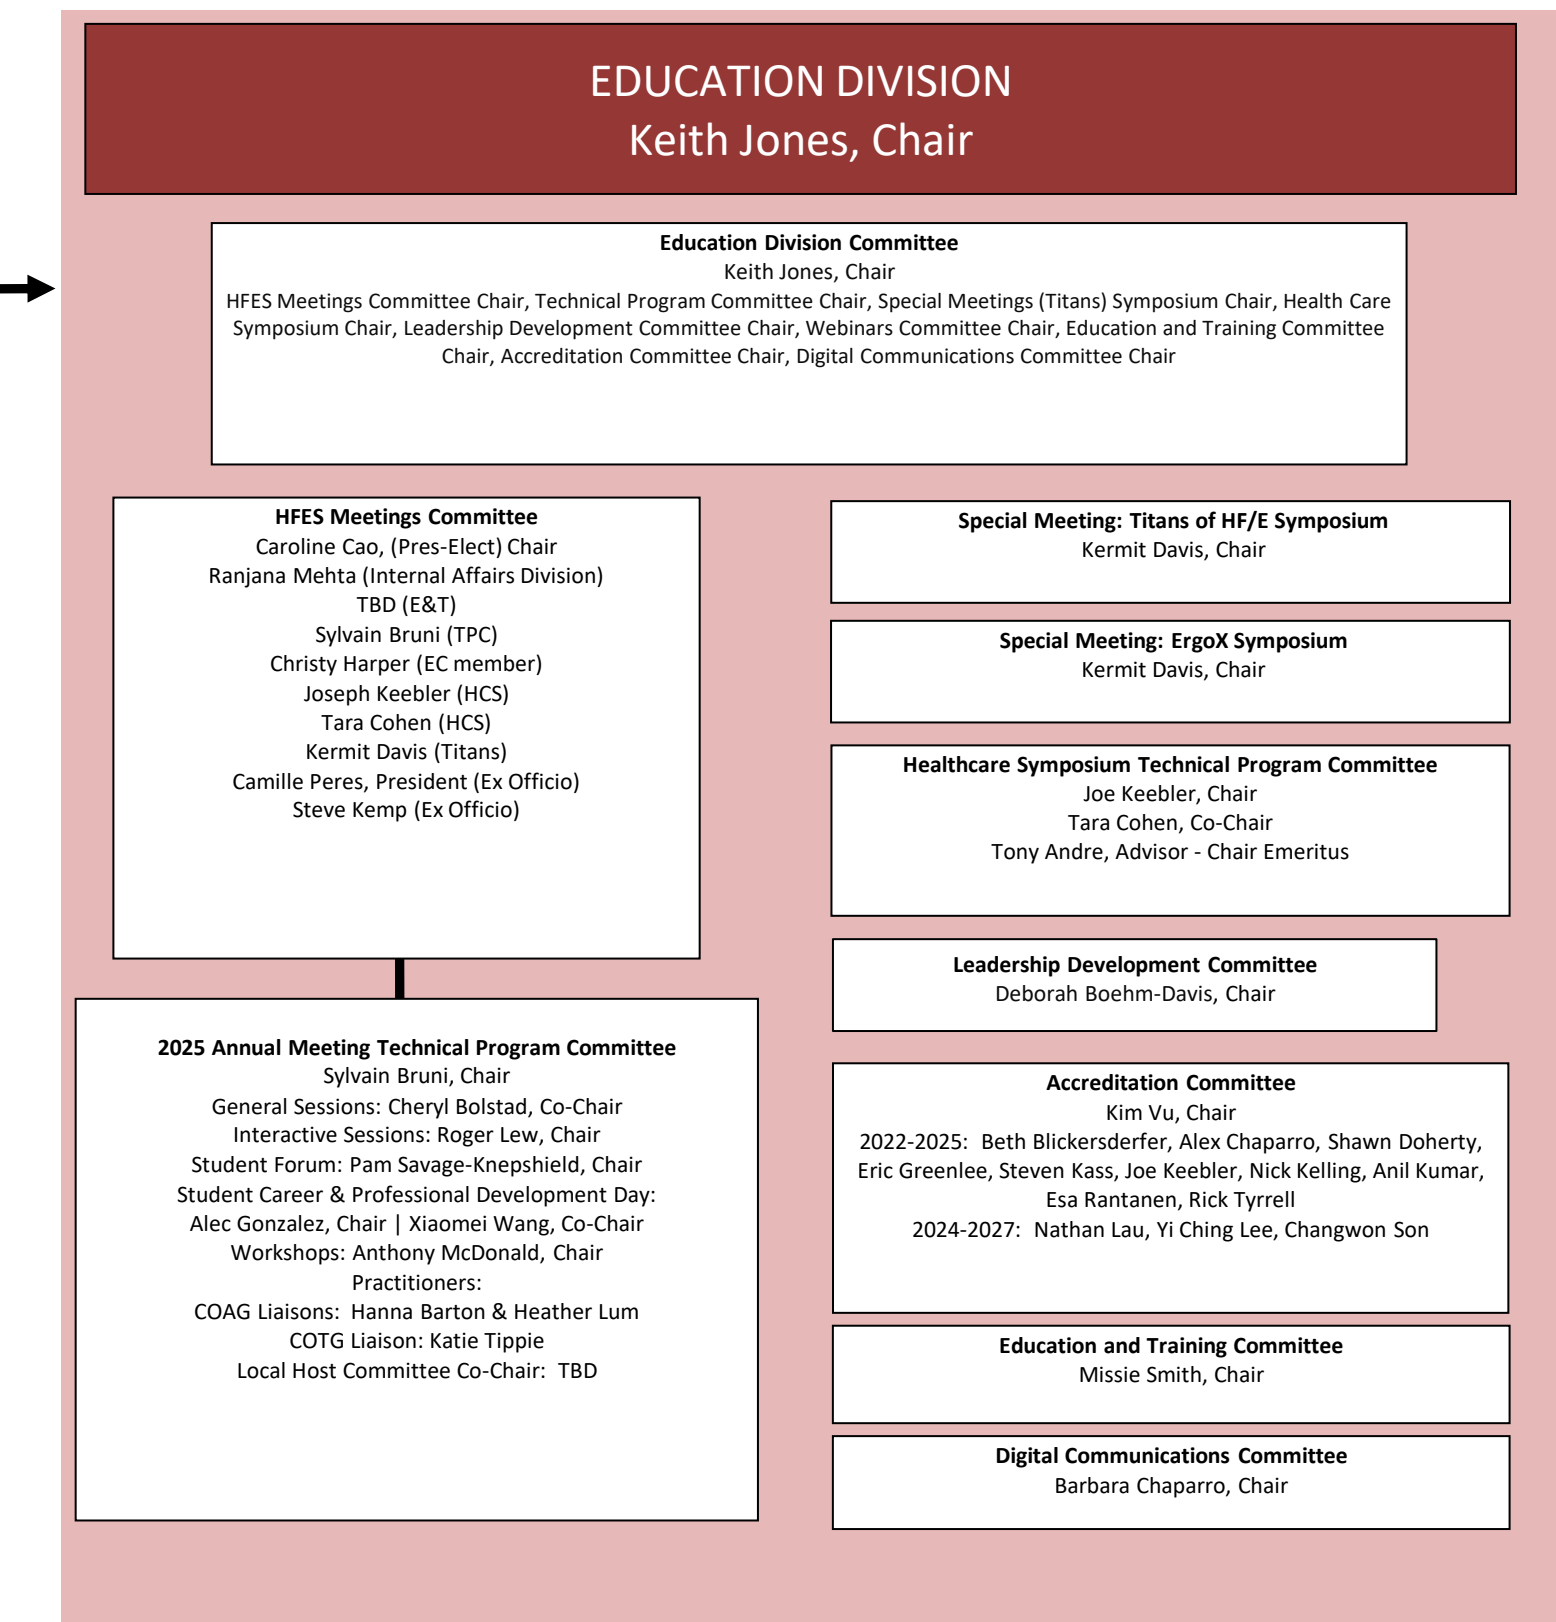 EDUCATION DIVISION
Keith Jones, Chair
Education Division Committee
Keith Jones, Chair
HFES Meetings Committee Chair, Technical Program Committee Chair, Special Meetings (Titans) Symposium Chair, Health Care
Symposium Chair, Leadership Development Committee Chair, Webinars Committee Chair, Education and Training Committee
Chair, Accreditation Committee Chair, Digital Communications Committee Chair
HFES Meetings Committee
Caroline Cao, (Pres-Elect) Chair
Ranjana Mehta (Internal Affairs Division)
TBD (E&T)
Sylvain Bruni (TPC)
Christy Harper (EC member)
Joseph Keebler (HCS)
Tara Cohen (HCS)
Kermit Davis (Titans)
Camille Peres, President (Ex Officio)
Steve Kemp (Ex Officio)
2025 Annual Meeting Technical Program Committee
Sylvain Bruni, Chair
General Sessions: Cheryl Bolstad, Co-Chair
Interactive Sessions: Roger Lew, Chair
Student Forum: Pam Savage-Knepshield, Chair
Student Career & Professional Development Day:
Alec Gonzalez, Chair | Xiaomei Wang, Co-Chair
Workshops: Anthony McDonald, Chair
Practitioners:
COAG Liaisons:  Hanna Barton & Heather Lum
COTG Liaison: Katie Tippie
Local Host Committee Co-Chair:  TBD
Special Meeting: Titans of HF/E Symposium
Kermit Davis, Chair
Special Meeting: ErgoX Symposium
Kermit Davis, Chair
Healthcare Symposium Technical Program Committee
Joe Keebler, Chair
Tara Cohen, Co-Chair
Tony Andre, Advisor - Chair Emeritus
Leadership Development Committee
Deborah Boehm-Davis, Chair
Accreditation Committee
Kim Vu, Chair
2022-2025:  Beth Blickersderfer, Alex Chaparro, Shawn Doherty,
Eric Greenlee, Steven Kass, Joe Keebler, Nick Kelling, Anil Kumar,
Esa Rantanen, Rick Tyrrell
2024-2027:  Nathan Lau, Yi Ching Lee, Changwon Son
Education and Training Committee
Missie Smith, Chair
Digital Communications Committee
Barbara Chaparro, Chair